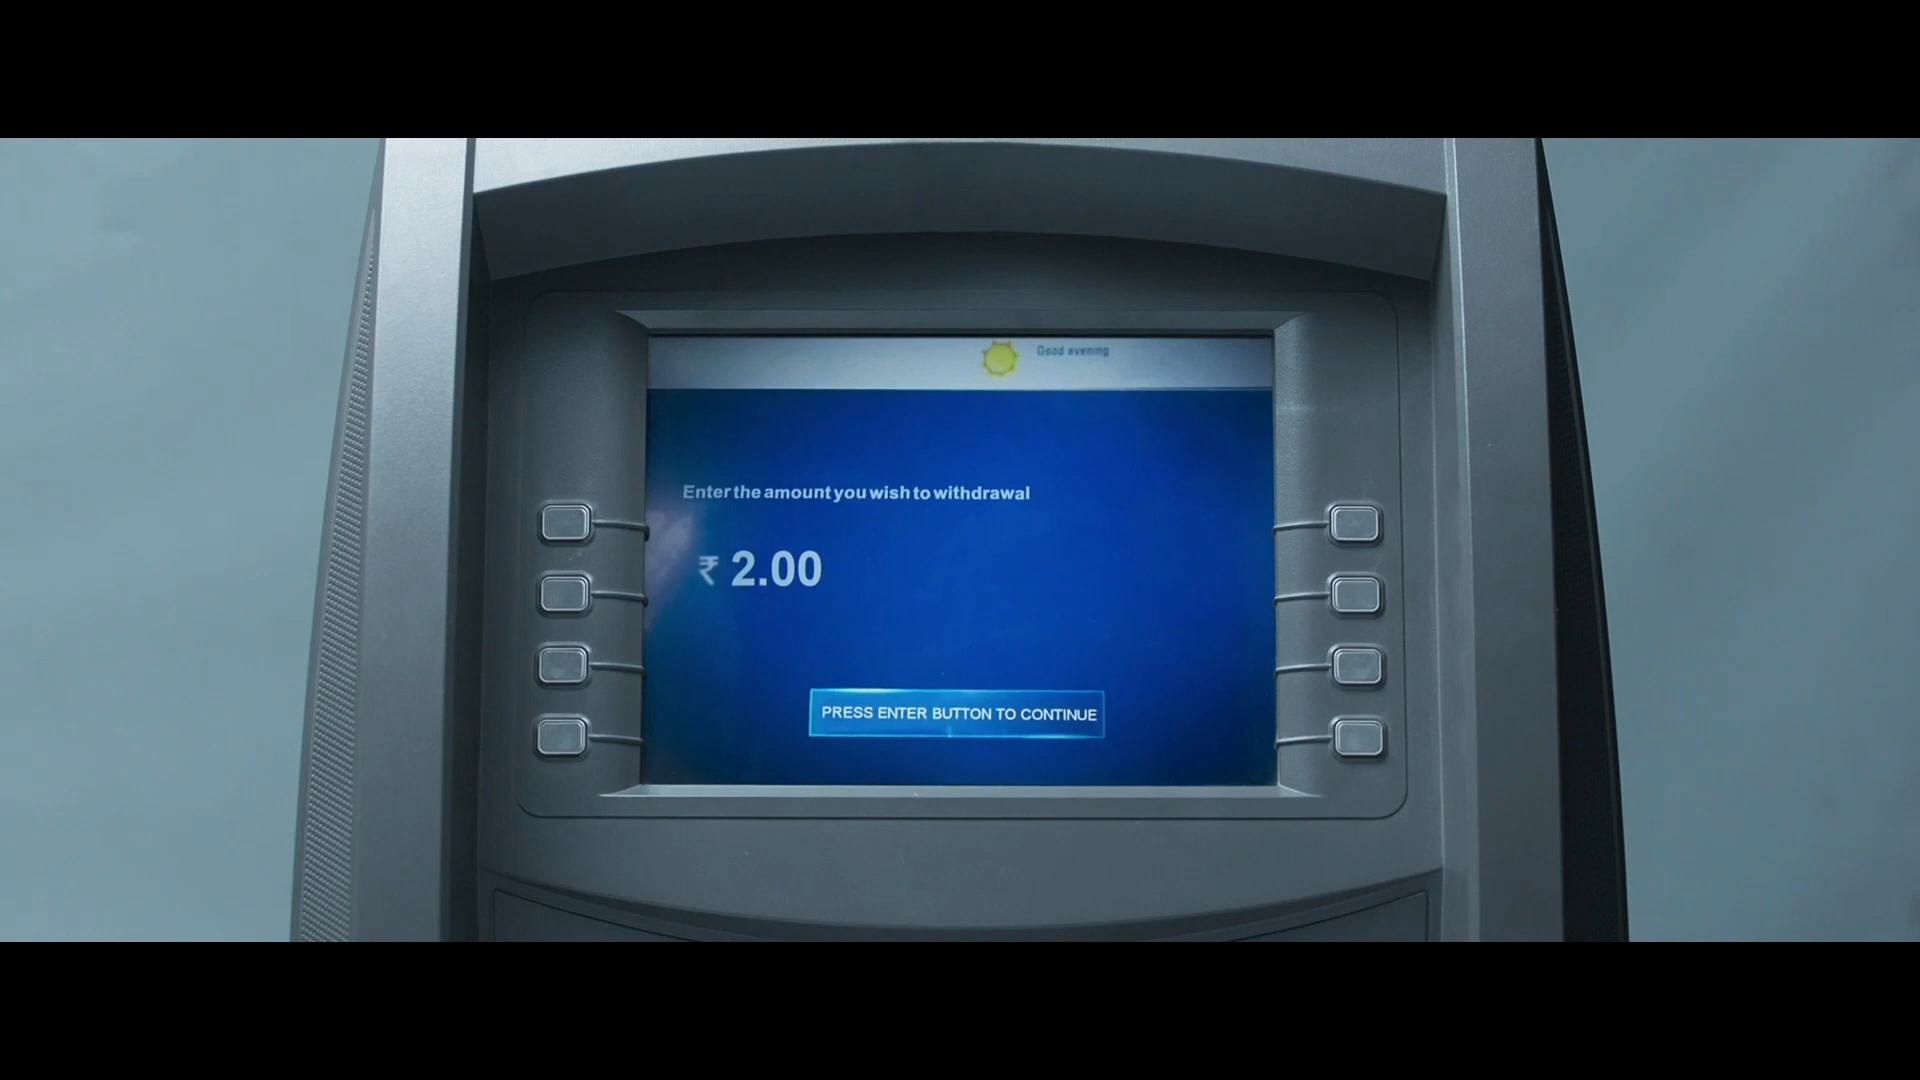 Good evening
Enter the amount you wish to withdrawal
₹ 2.00
PRESS ENTER BUTTON TO CONTINUE